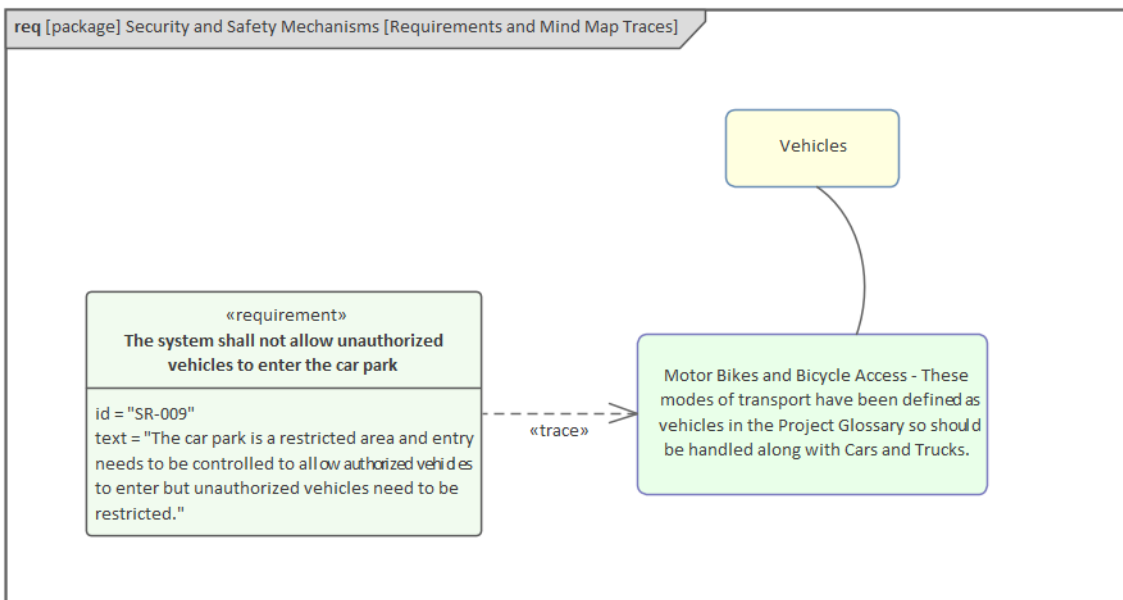 req [package] Security and Safety Mechanisms [Requirements and Mind Map Traces]
Vehicles
«requirement»
The system shall not allow unauthorized
vehicles to enter the car park
id = "SR-009"
text = "The car park is a restricted area and entry
needs to be controlled to allow authorized vehicles
to enter but unauthorized vehicles need to be
restricted."
«trace»
Motor Bikes and Bicycle Access - These
modes of transport have been defined as
vehicles in the Project Glossary so should
be handled along with Cars and Trucks.